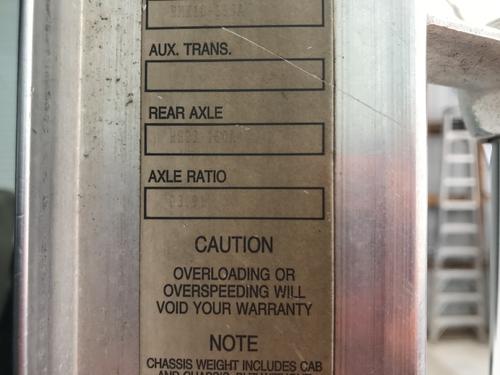 AUX. TRANS.
REAR AXLE
AXLE RATIO
CAUTION
OVERLOADING OR
OVERSPEEDING WILL
VOID YOUR WARRANTY
NOTE
CHASSIS WEIGHT INCLUDES CAB